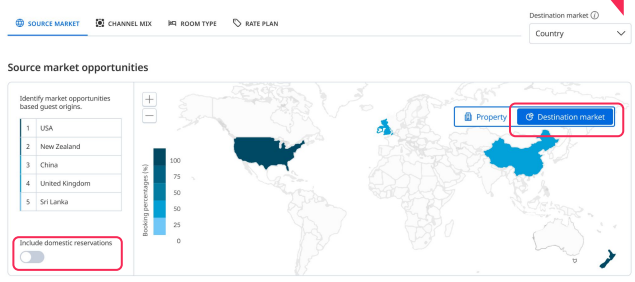 Destination market
SOURCE MARKET
CHANNEL MIX
ROOM TYPE
RATE PLAN
Country
Source market opportunities
Identify market opportunities
based guest origins.
1 USA
2 New Zealand
3 China
4 United Kingdom
5 Sri Lanka
Include domestic reservations
Property
Destination market
Booking percentages (%)
100
75
50
50
25
0